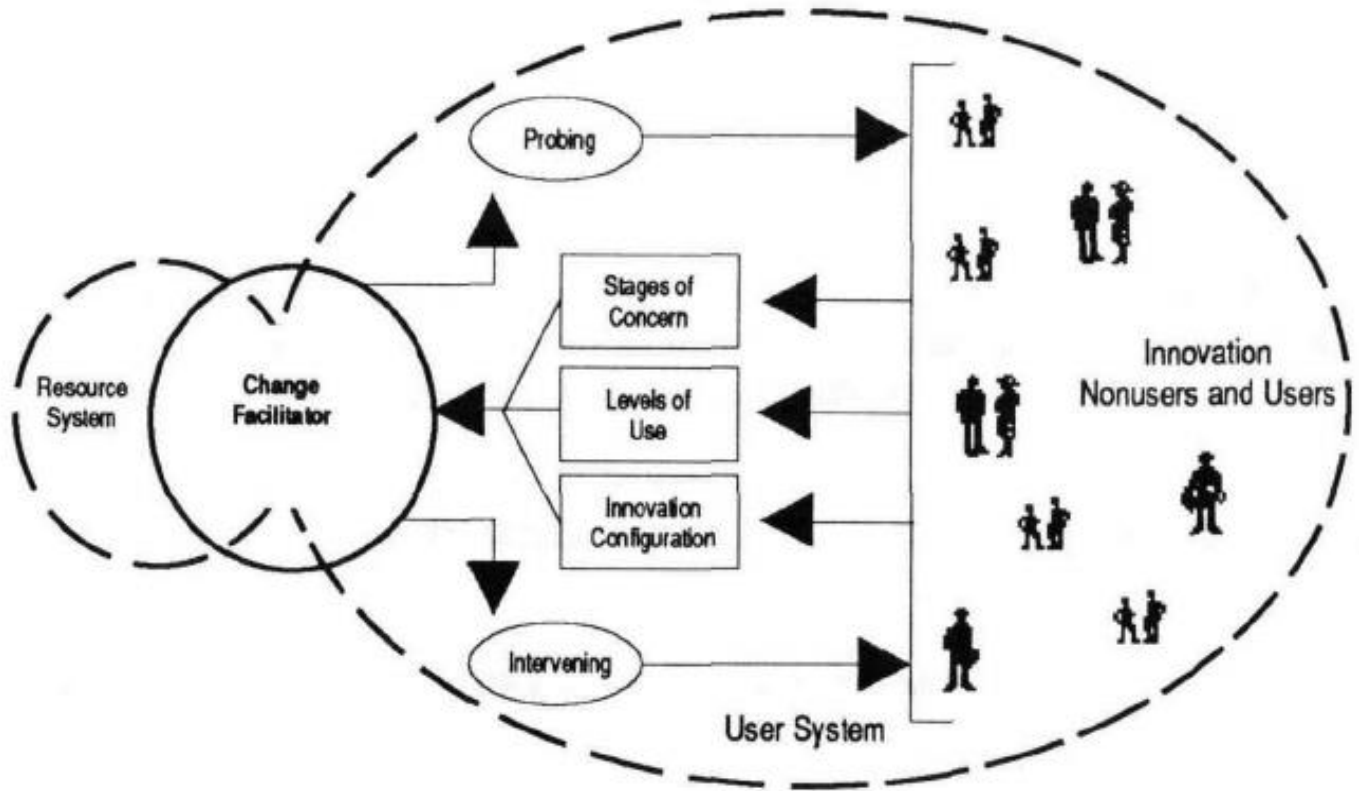 Probing
Stages of
Concern
Resource
System
Change
Facilitator
Levels of
Use
Innovation
Nonusers and Users
Innovation
Configuration
Intervening
User System